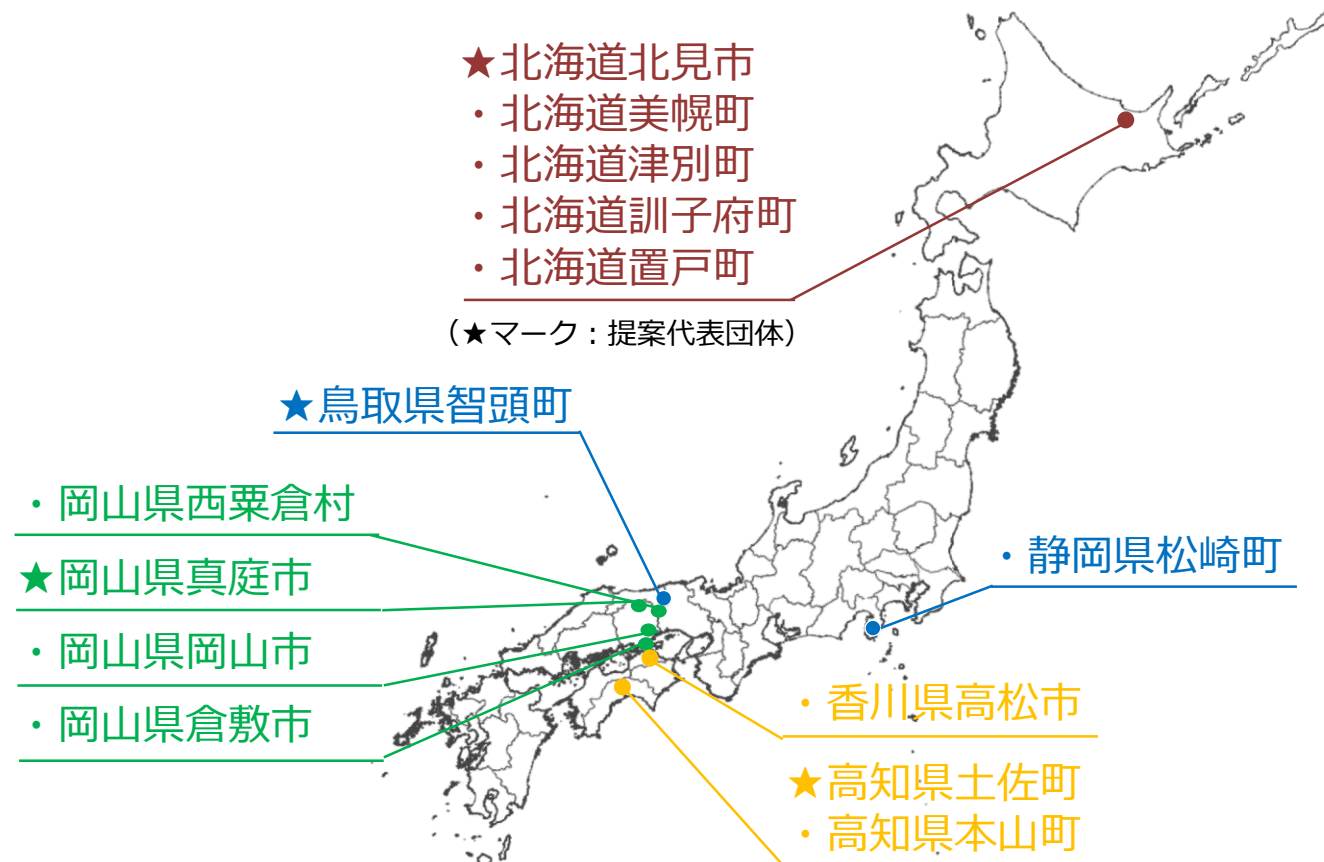 ★北海道北見市
・北海道美幌町
・北海道津別町
・北海道訓子府町
・北海道置戸町
（★マーク：提案代表団体）
★鳥取県智頭町
・岡山県西粟倉村
★岡山県真庭市
・岡山県岡山市
・岡山県倉敷市
・静岡県松崎町
・香川県高松市
★高知県土佐町
・高知県本山町